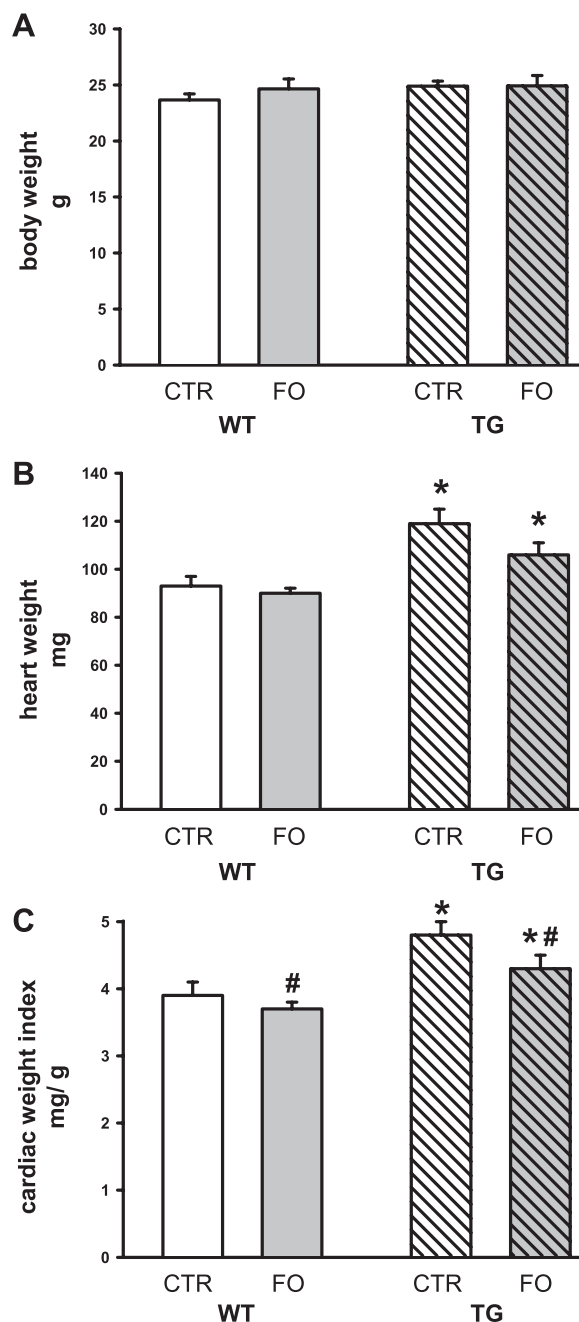 A
body weight
g
30
25
20
15
10
5
0
CTR FO CTR FO
WT TG
B
heart weight
mg
140
120
100
80
60
40
20
0
* *
CTR FO CTR FO
WT TG
C
cardiac weight index
mg/ g
5
4
3
2
1
0
# * *#
CTR FO CTR FO
WT TG